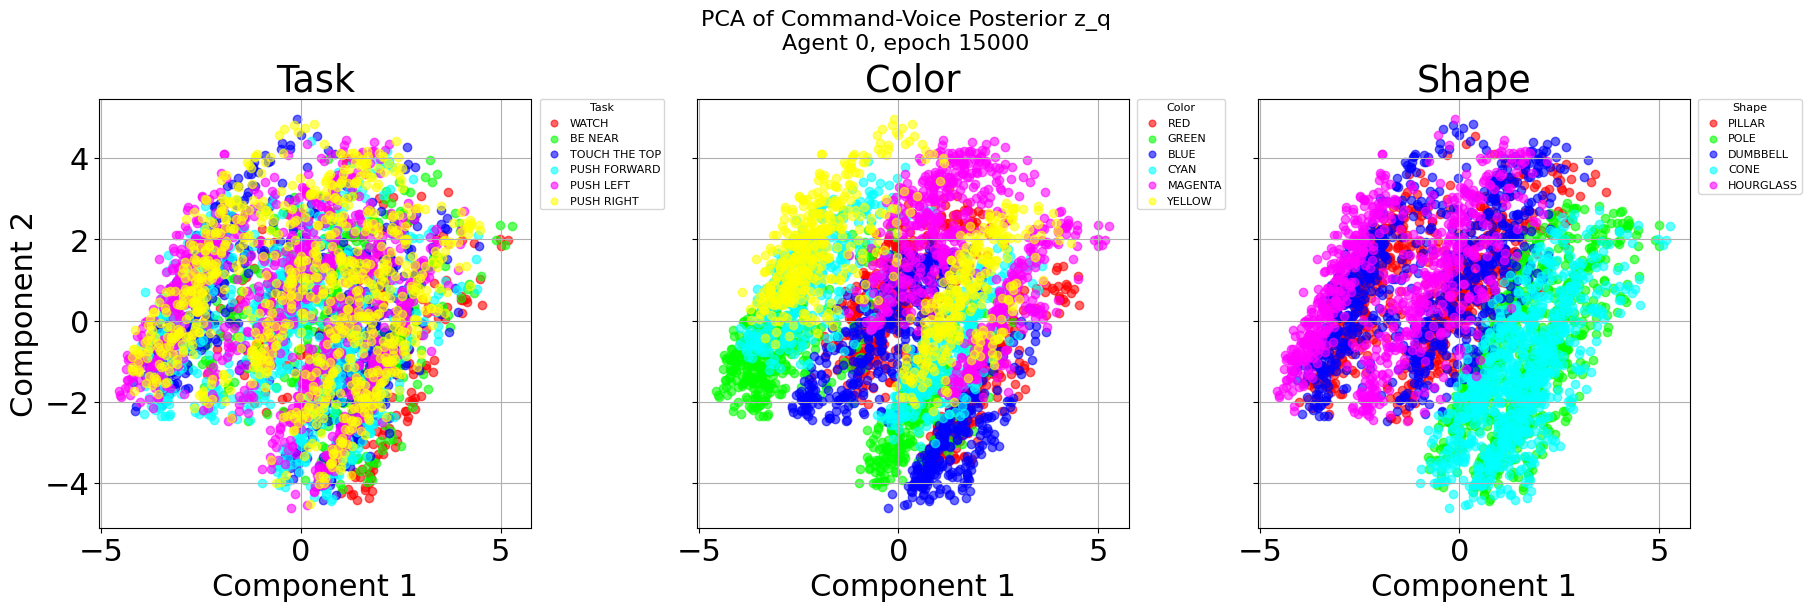 PCA of Command-Voice Posterior z_q
Agent 0, epoch 15000
Task
Color
Shape
Task
WATCH
BE NEAR
TOUCH THE TOP
PUSH FORWARD
PUSH LEFT
PUSH RIGHT
Color
RED
GREEN
BLUE
CYAN
MAGENTA
YELLOW
Shape
PILLAR
POLE
DUMBBELL
CONE
HOURGLASS
Component 2
4
2
0
−2
−4
−5 0 5
−5 0 5
−5 0 5
Component 1
Component 1
Component 1